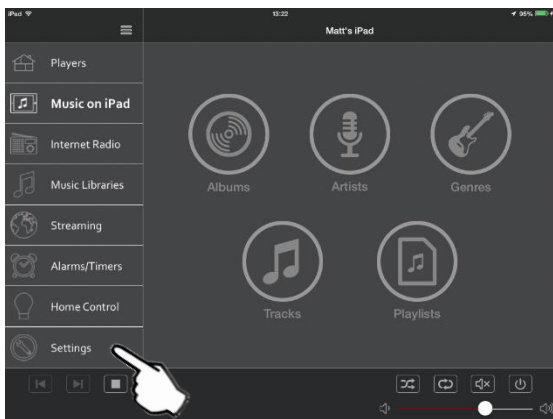 iPad
13:22
95%
Matt's iPad
Players
Music on iPad
Internet Radio
Music Libraries
Streaming
Alarms/Timers
Home Control
Settings
Albums
Artists
Genres
Tracks
Playlists